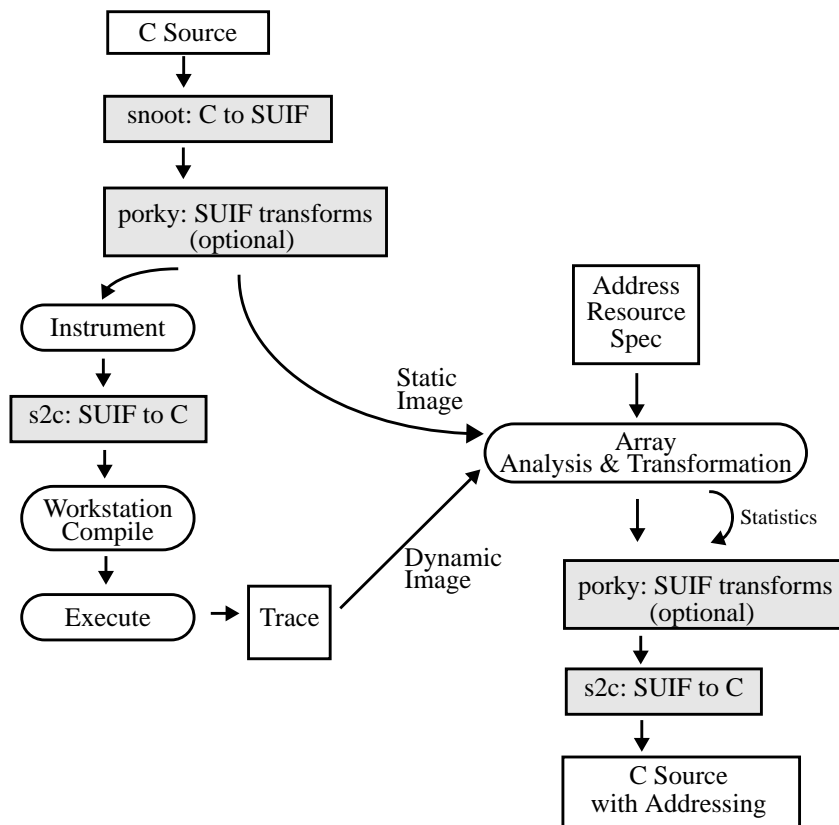 C Source
snoot: C to SUIF
porky: SUIF transforms
(optional)
Instrument
s2c: SUIF to C
Workstation
Compile
Execute
Trace
Static
Image
Dynamic
Image
Address
Resource
Spec
Array
Analysis & Transformation
Statistics
porky: SUIF transforms
(optional)
s2c: SUIF to C
C Source
with Addressing